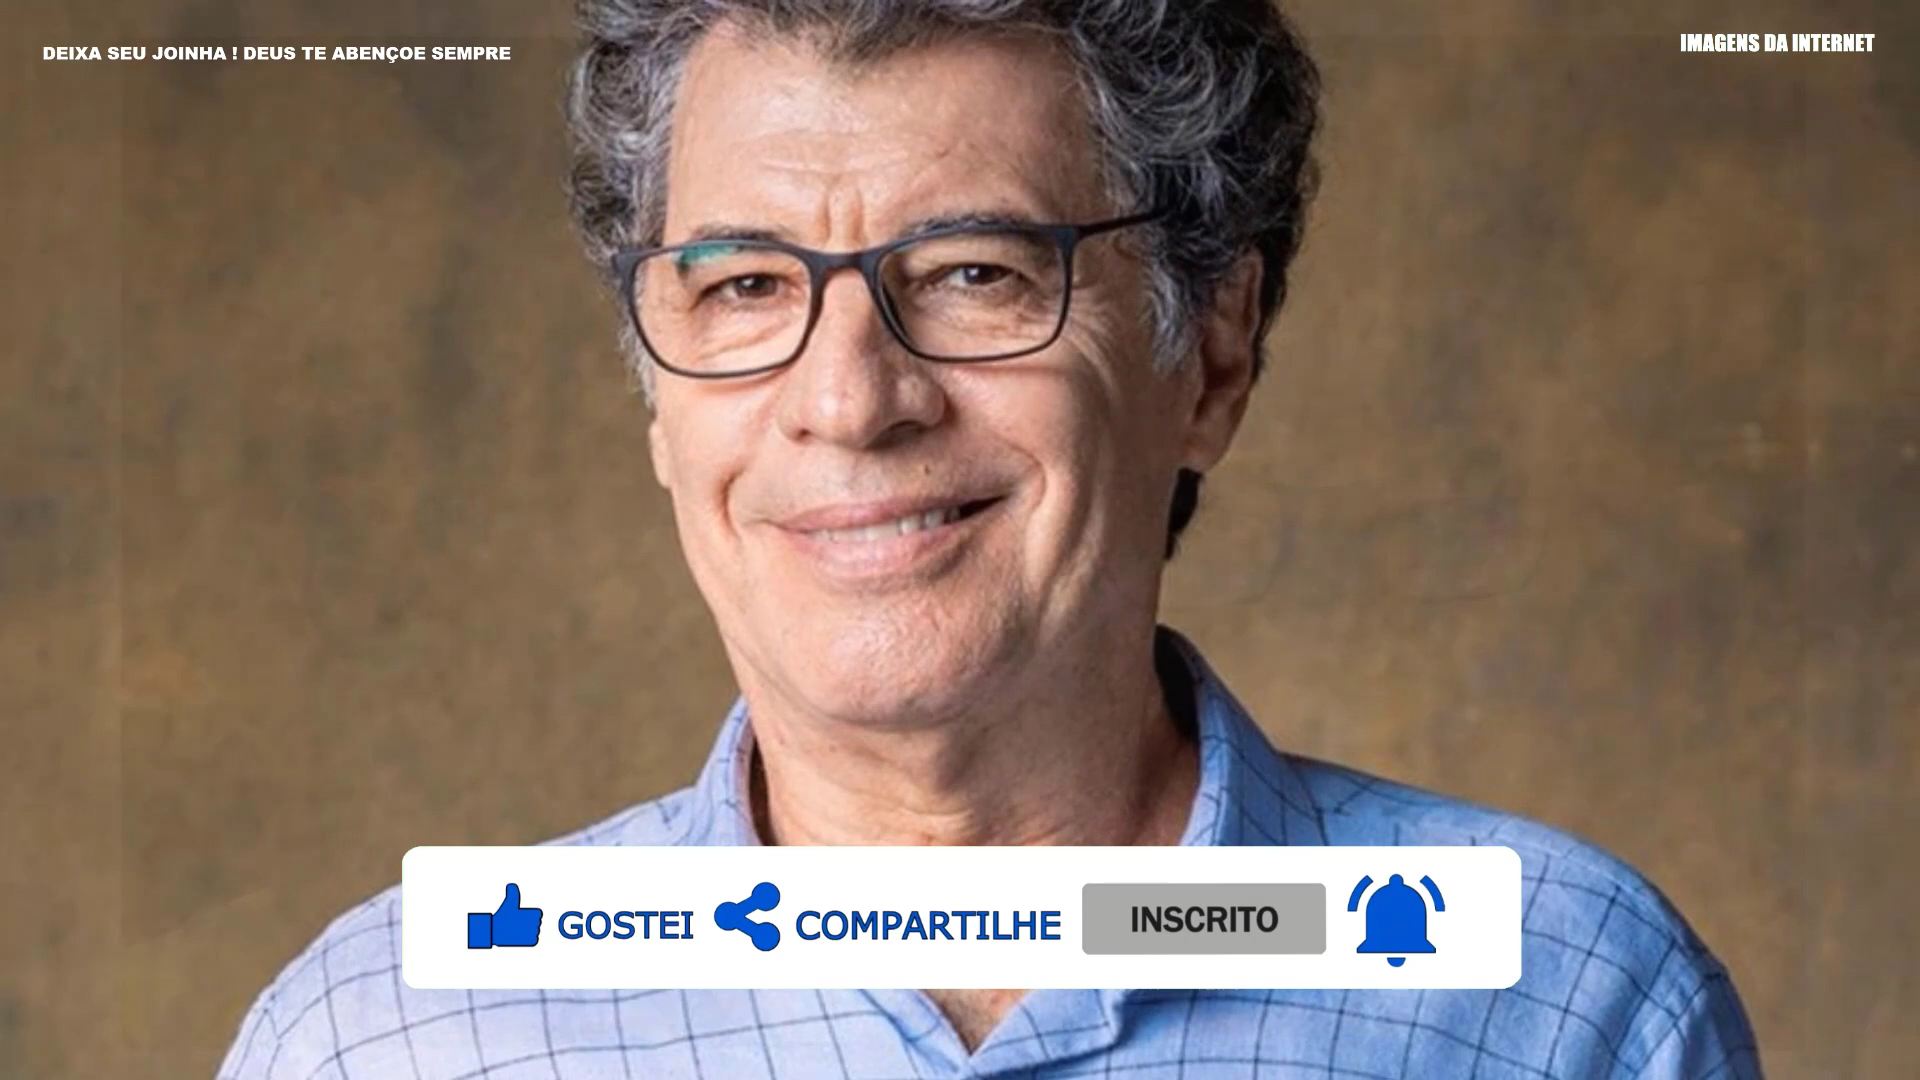 DEIXA SEU JOINHA ! DEUS TE ABENÇOE SEMPRE
IMAGENS DA INTERNET
GOSTEI COMPARTILHE INSCRITO